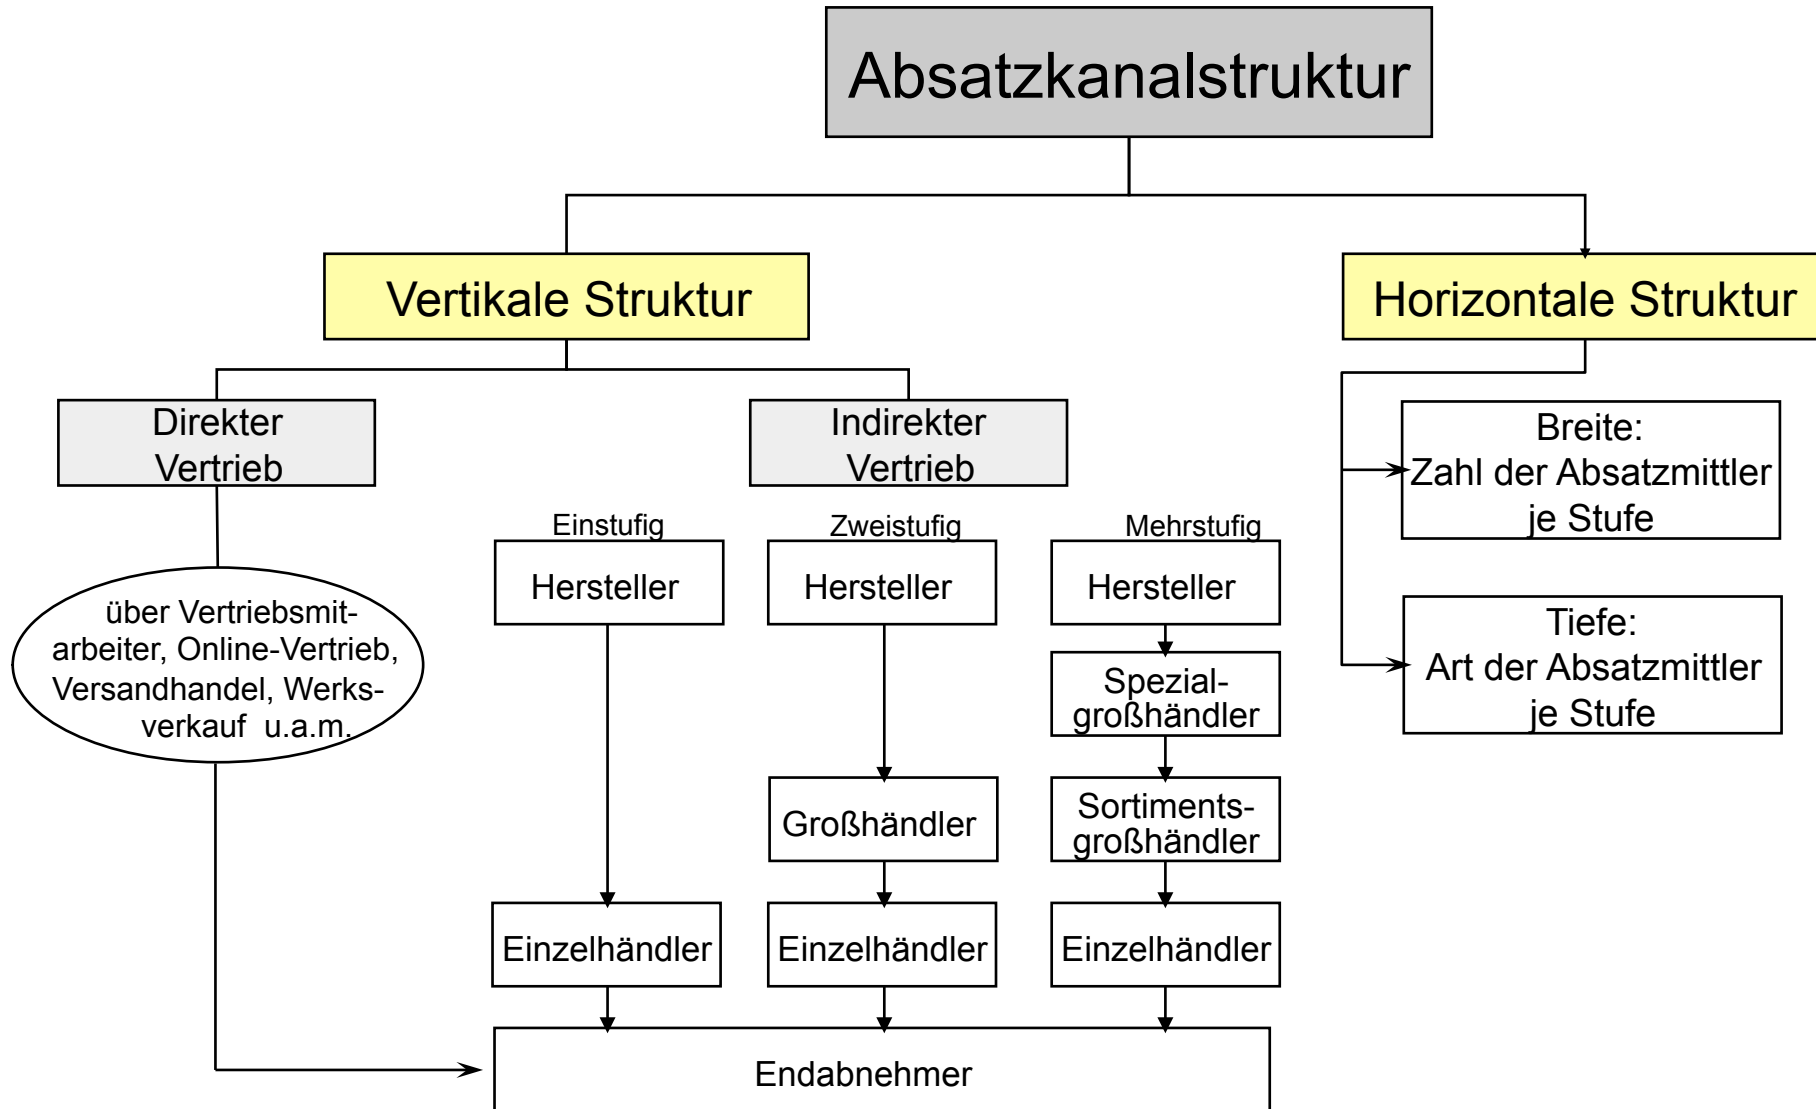 Absatzkanalstruktur
Vertikale Struktur
Horizontale Struktur
Direkter
Vertrieb
Indirekter
Vertrieb
Breite:
Zahl der Absatzmittler
je Stufe
Tiefe:
Art der Absatzmittler
je Stufe
über Vertriebsmit-
arbeiter, Online-Vertrieb,
Versandhandel, Werks-
verkauf u.a.m.
Einstufig
Hersteller
Einzelhändler
Zweistufig
Hersteller
Großhändler
Einzelhändler
Mehrstufig
Hersteller
Spezial-
großhändler
Sortiments-
großhändler
Einzelhändler
Endabnehmer